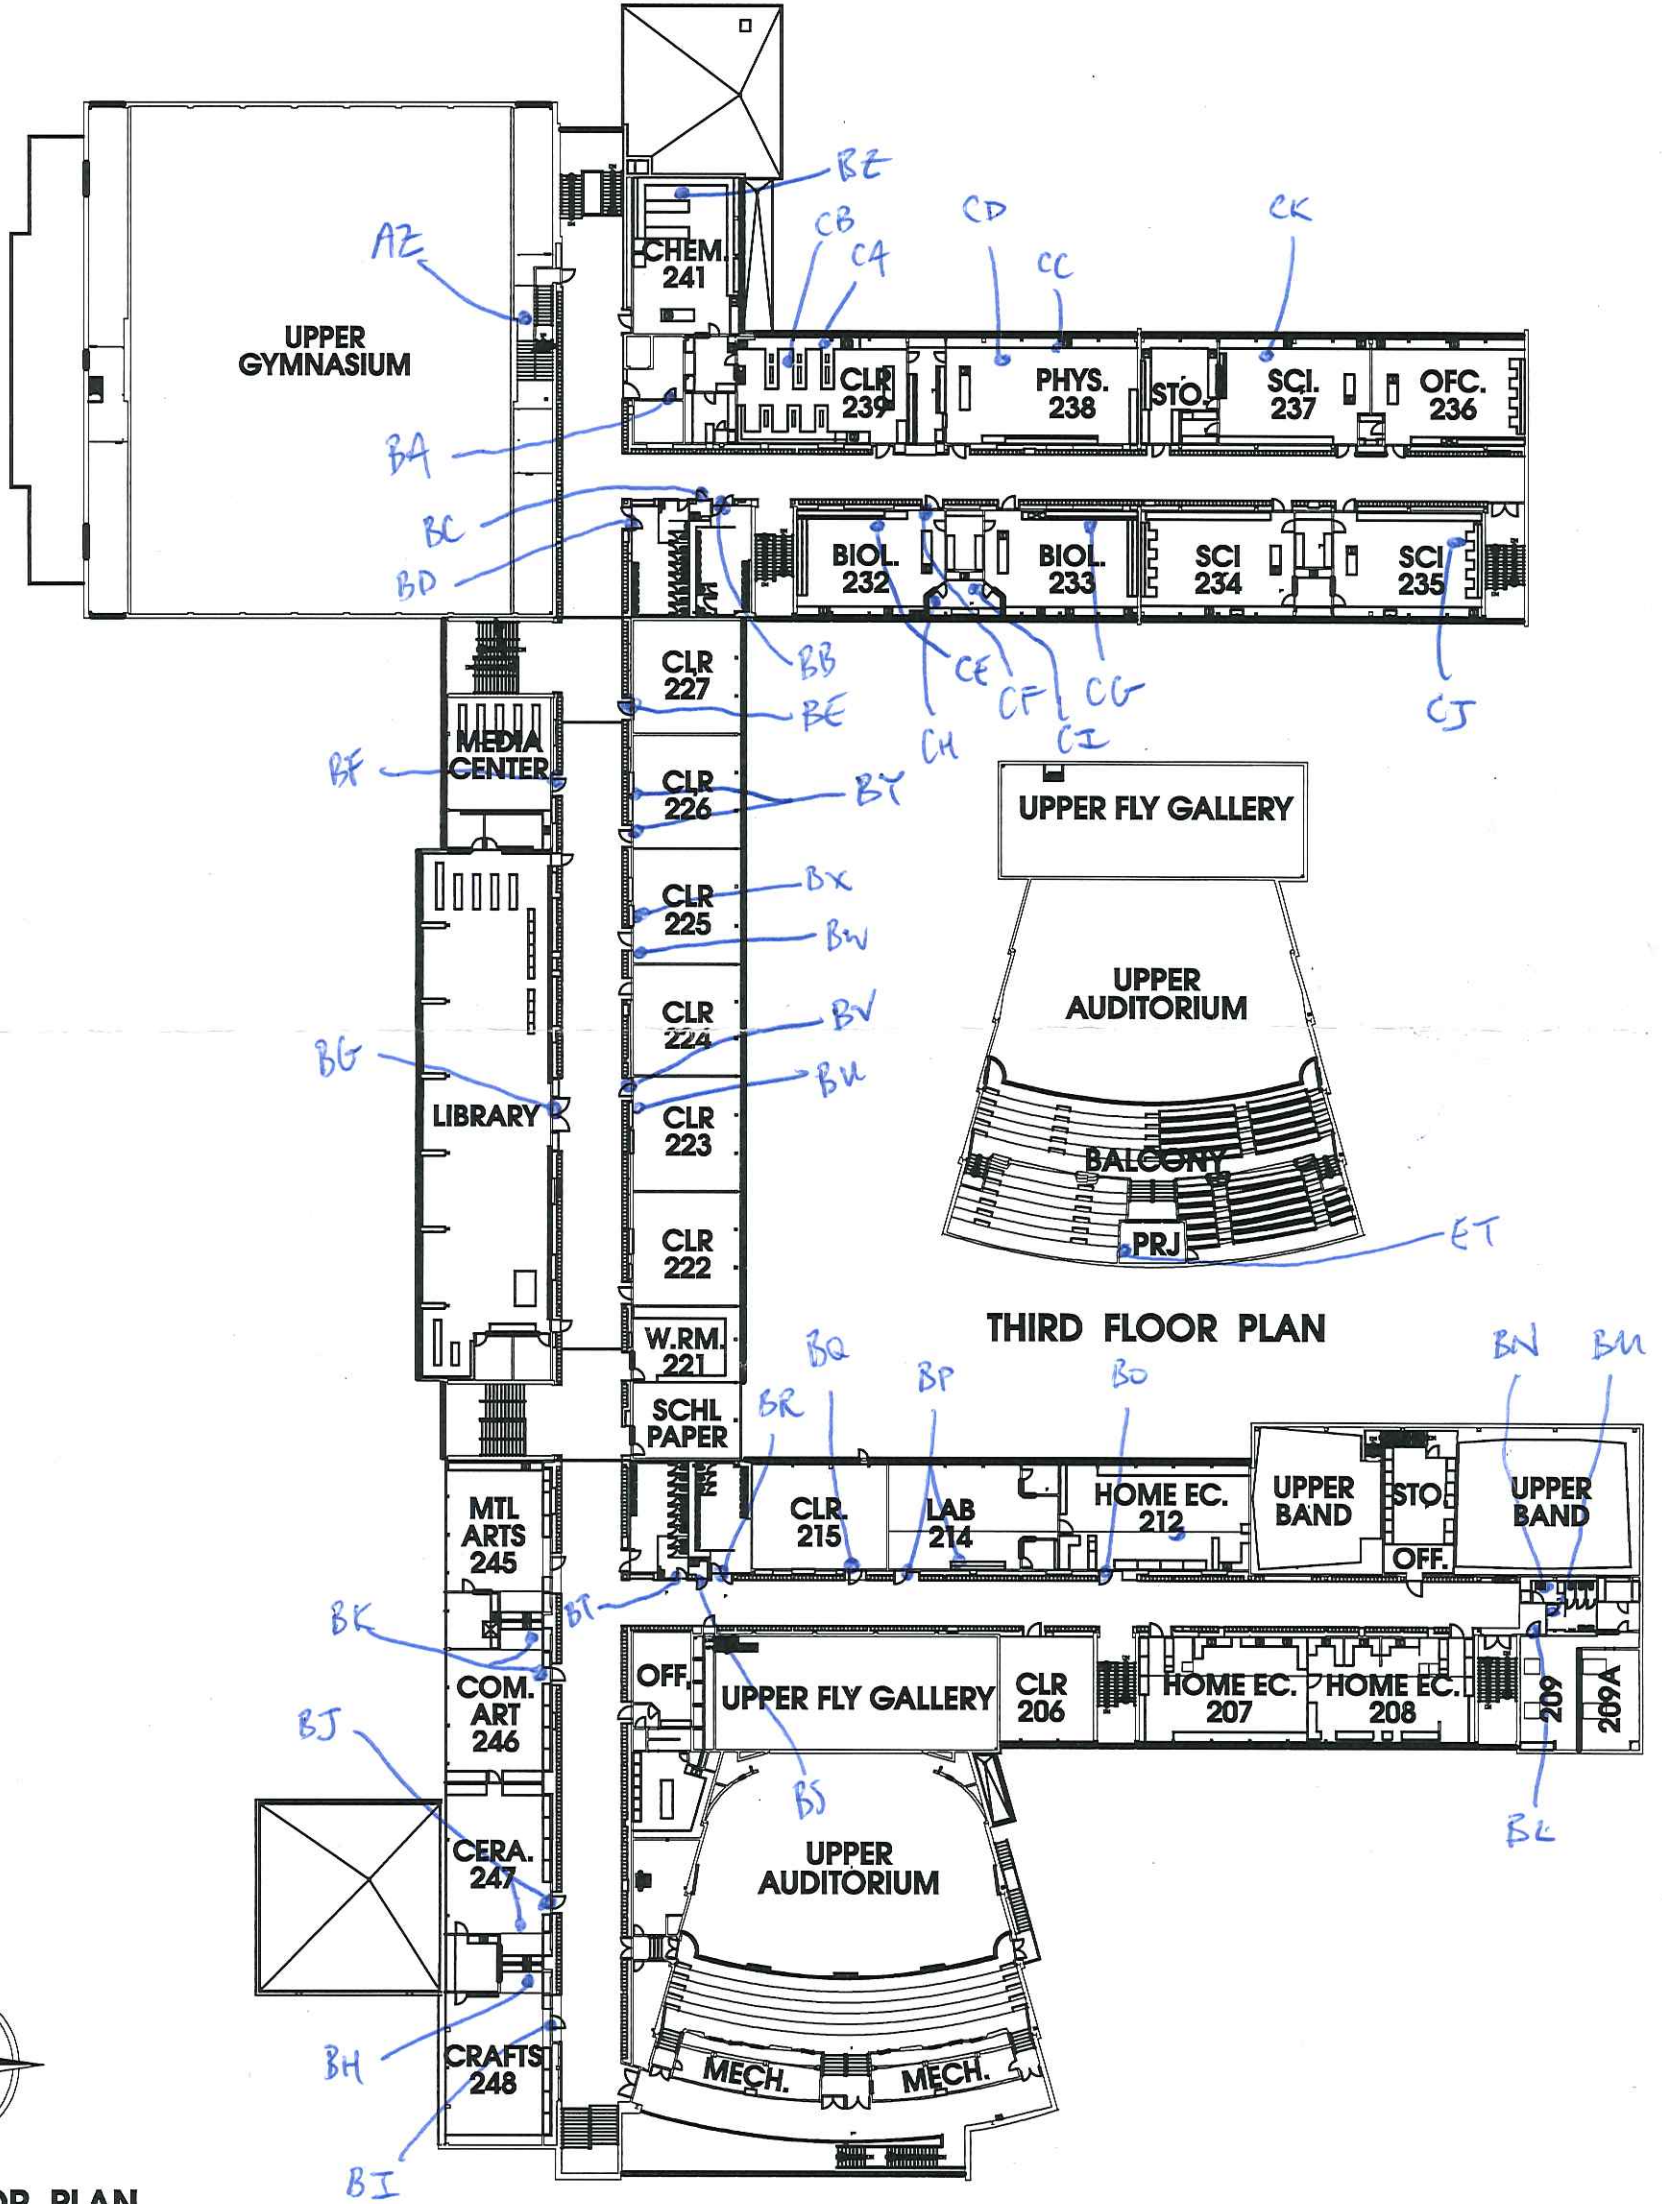 BZ
CB
CD
CK
AZ
CHEM.
241
CA
CC
UPPER
GYMNASIUM
CLR
239
PHYS.
238
STO.
SCI.
237
OFC.
236
BA
BC
BD
BIOL.
232
BIOL.
233
SCI
234
SCI
235
CLR
227
BB
CE
CF
CG
BE
CH
CI
CJ
MEDIA
CENTER
BF
CLR
226
BY
UPPER FLY GALLERY
CLR
225
BX
BW
UPPER
AUDITORIUM
CLR
224
BV
BG
BU
LIBRARY
CLR
223
BALCONY
CLR
222
PRJ
ET
W.RM.
221
THIRD FLOOR PLAN
BQ
BP
BO
BN
BM
SCHL
PAPER
BR
MTL
ARTS
245
CLR.
215
LAB
214
HOME EC.
212
UPPER
BAND
STO.
UPPER
BAND
OFF.
BK
BT
COM.
ART
246
OFF.
UPPER FLY GALLERY
CLR
206
HOME EC.
207
HOME EC.
208
209
209A
BJ
BS
BL
CERA.
247
UPPER
AUDITORIUM
BH
CRAFTS
248
MECH.
MECH.
BI
PLAN